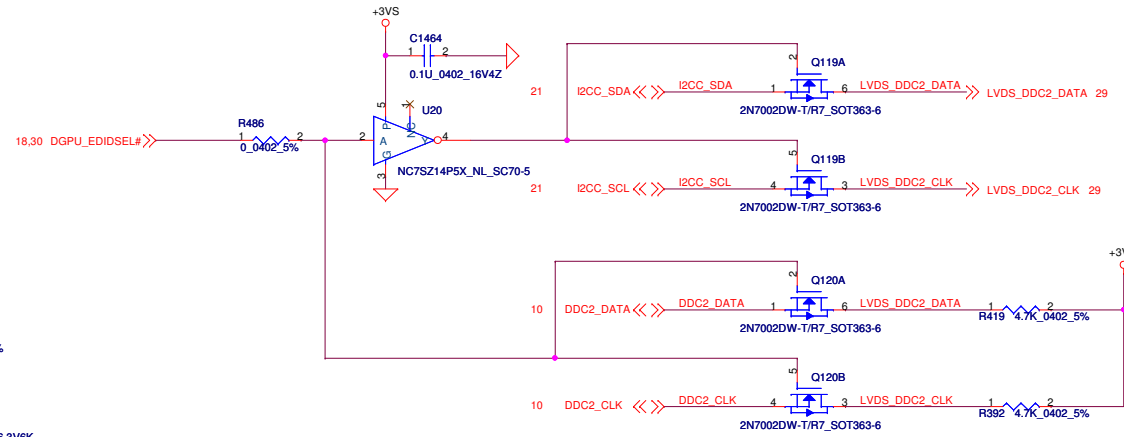 +3VS
C1464
1 2
0.1U_0402_16V4Z
5
1
U20
P
NC
R486
18,30 DGPU_EDIDSEL# 1 2
0_0402_5%
2 A Y 4
G
3
NC7SZ14P5X_NL_SC70-5
2
Q119A
21 I2CC_SDA I2CC_SDA 1 6 LVDS_DDC2_DATA LVDS_DDC2_DATA 29
2N7002DW-T/R7_SOT363-6
5
Q119B
21 I2CC_SCL I2CC_SCL 4 3 LVDS_DDC2_CLK LVDS_DDC2_CLK 29
2N7002DW-T/R7_SOT363-6
2
Q120A
10 DDC2_DATA DDC2_DATA 1 6 LVDS_DDC2_DATA 1 2
R419 4.7K_0402_5%
2N7002DW-T/R7_SOT363-6
5
Q120B
10 DDC2_CLK DDC2_CLK 4 3 LVDS_DDC2_CLK 1 2
R392 4.7K_0402_5%
2N7002DW-T/R7_SOT363-6
%